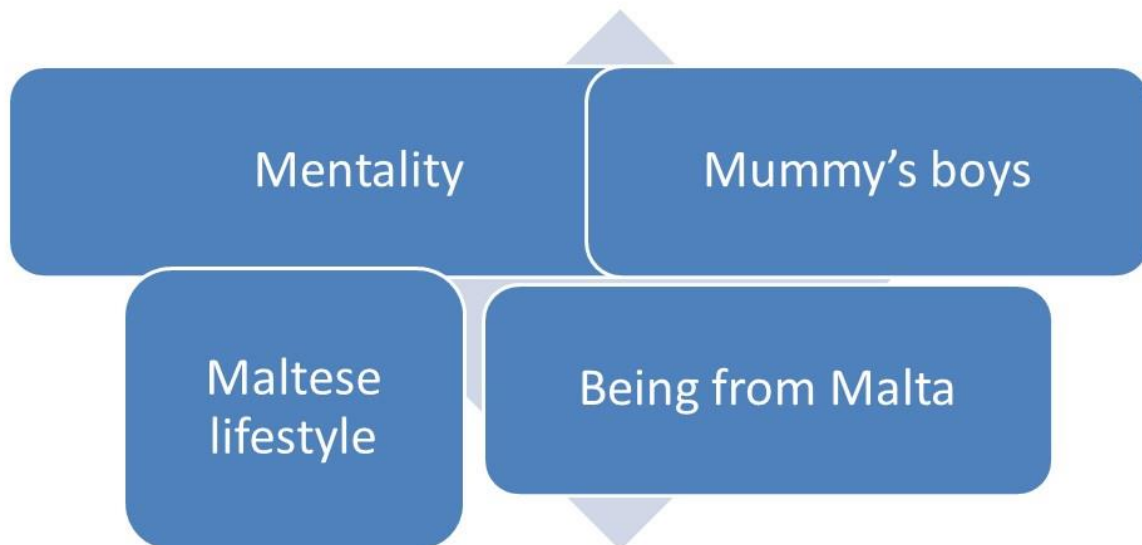 Mentality
Mummy’s boys
Maltese
lifestyle
Being from Malta